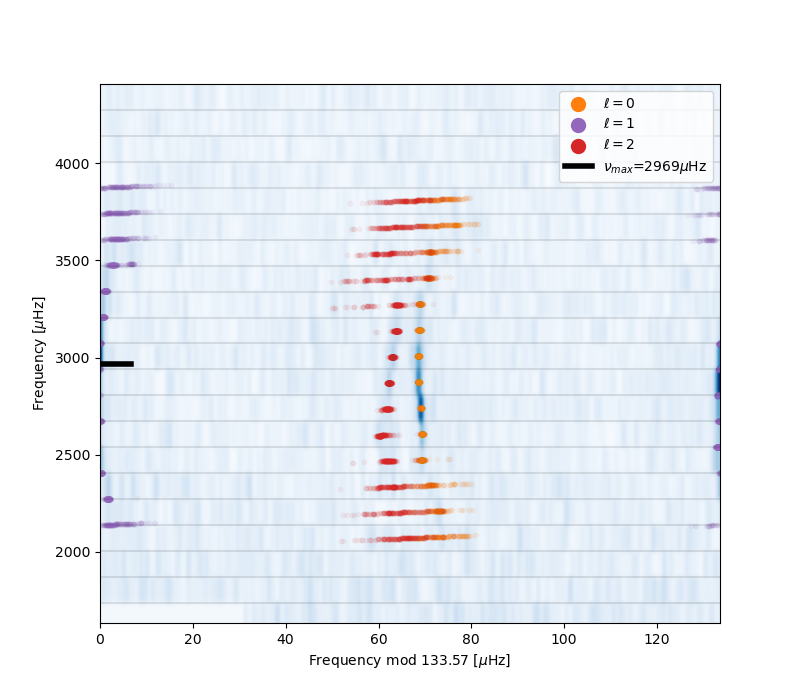 ℓ = 0
ℓ = 1
ℓ = 2
ν_max=2969μHz
4000
3500
3000
2500
2000
Frequency [μHz]
0 20 40 60 80 100 120
Frequency mod 133.57 [μHz]